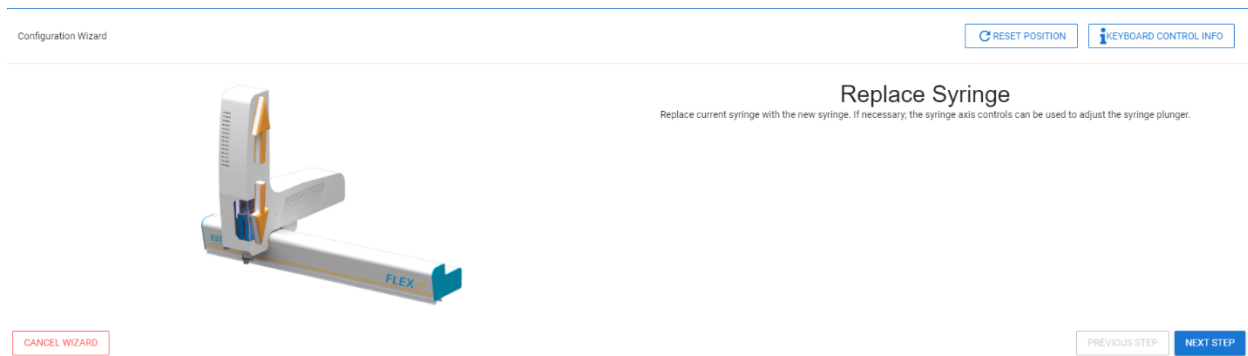 Configuration Wizard
RESET POSITION
KEYBOARD CONTROL INFO
Replace Syringe
Replace current syringe with the new syringe. If necessary; the syringe axis controls can be used to adjust the syringe plunger.
EST
FLEX
CANCEL WIZARD
PREVIOUS STEP
NEXT STEP